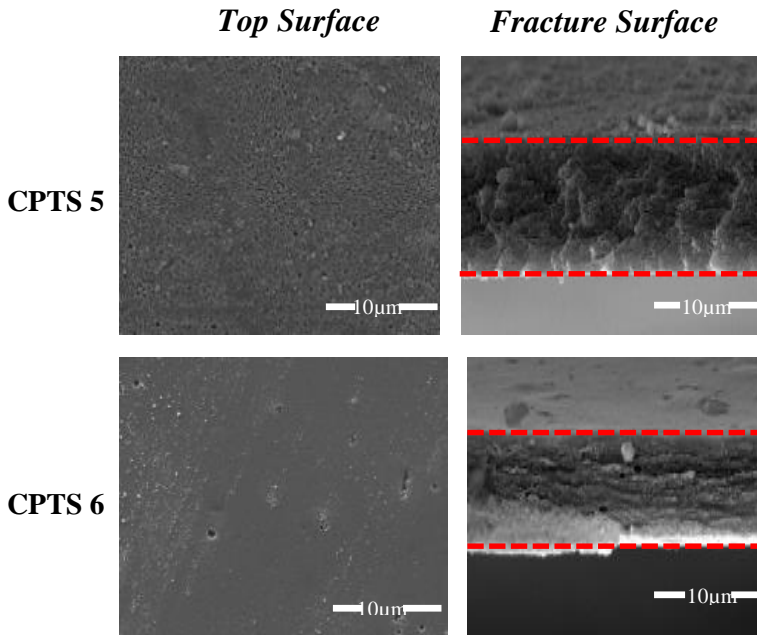 Top Surface
Fracture Surface
CPTS 5
10μm
10μm
CPTS 6
10μm
10μm